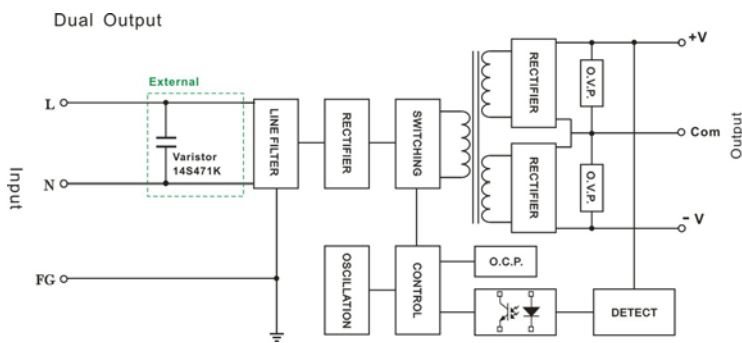 Dual Output
External
L
N
FG
Input
Varistor
14S471K
LINE FILTER
RECTIFIER
SWITCHING
RECTIFIER
RECTIFIER
O.V.P.
O.V.P.
+V
Com
- V
Output
OSCILLATION
CONTROL
O.C.P.
DETECT